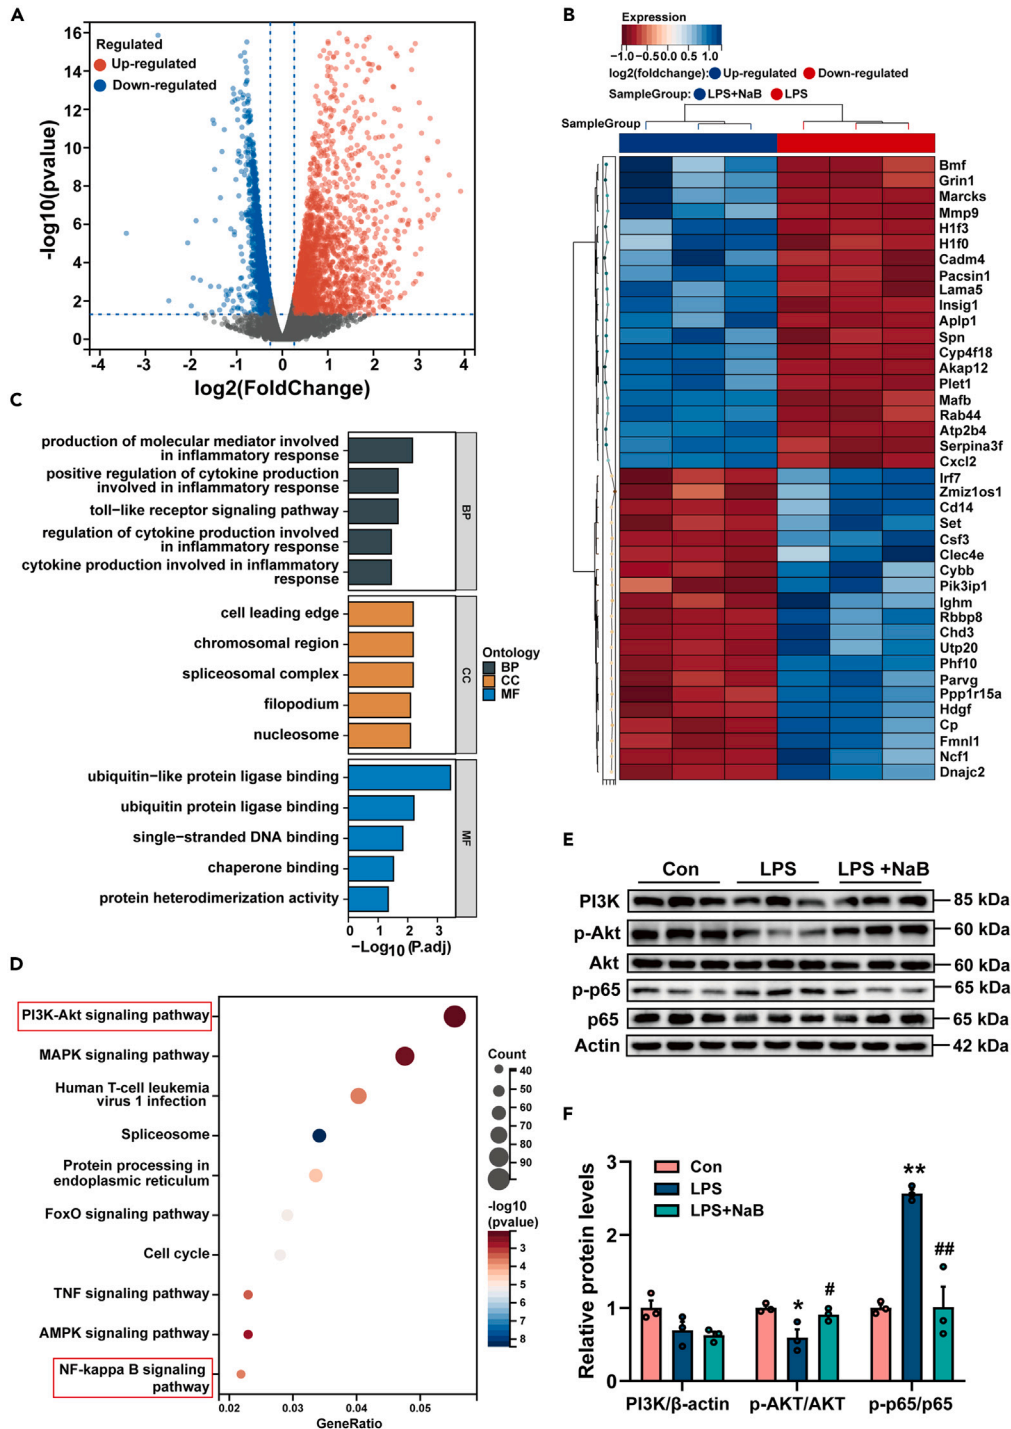 A
Regulated
Up-regulated
Down-regulated
-log10(pvalue)
16
14
12
10
8
6
4
2
0
-4
-3
-2
-1
0
1
2
3
4
log2(FoldChange)
B
Expression
−1.0−0.50.0 0.5 1.0
log2(foldchange): Up-regulated Down-regulated
SampleGroup: LPS+NaB LPS
SampleGroup
Bmf
Grin1
Marcks
Mmp9
H1f3
H1f0
Cadm4
Pacsin1
Lama5
Insig1
Aplp1
Spn
Cyp4f18
Akap12
Plet1
Mafb
Rab44
Atp2b4
Serpina3f
Cxcl2
Irf7
Zmiz1os1
Cd14
Set
Csf3
Clec4e
Cybb
Pik3ip1
Ighm
Rbbp8
Chd3
Utp20
Phf10
Parvg
Ppp1r15a
Hdgf
Cp
Fmnl1
Ncf1
Dnajc2
C
production of molecular mediator involved
in inflammatory response
positive regulation of cytokine production
involved in inflammatory response
toll−like receptor signaling pathway
regulation of cytokine production involved
in inflammatory response
cytokine production involved in inflammatory
response
BP
cell leading edge
chromosomal region
spliceosomal complex
filopodium
nucleosome
CC
ubiquitin−like protein ligase binding
ubiquitin protein ligase binding
single−stranded DNA binding
chaperone binding
protein heterodimerization activity
MF
0 1 2 3
−Log10(P.adj)
Ontology
BP
CC
MF
D
PI3K-Akt signaling pathway
MAPK signaling pathway
Human T-cell leukemia
virus 1 infection
Spliceosome
Protein processing in
endoplasmic reticulum
FoxO signaling pathway
Cell cycle
TNF signaling pathway
AMPK signaling pathway
NF-kappa B signaling
pathway
0.02 0.03 0.04 0.05
GeneRatio
Count
40
50
60
70
80
90
100
-log10
(pvalue)
3
4
5
6
7
8
E
Con LPS LPS +NaB
PI3K 85 kDa
p-Akt 60 kDa
Akt 60 kDa
p-p65 65 kDa
p65 65 kDa
Actin 42 kDa
F
Relative protein levels
3
2
1
0
Con
LPS
LPS+NaB
*
#
**
##
PI3K/β-actin p-AKT/AKT p-p65/p65